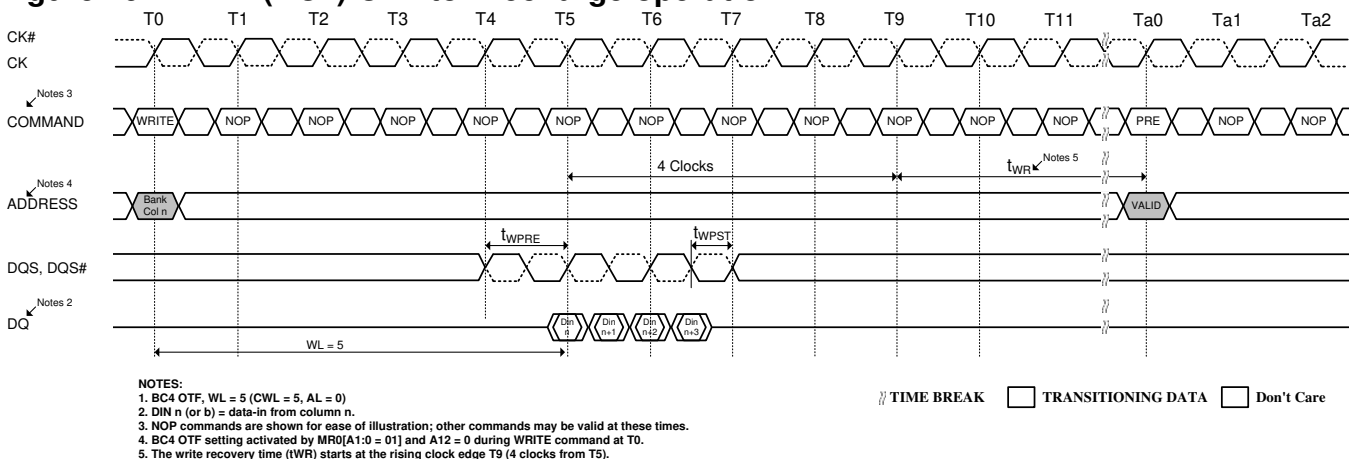 T0 T1 T2 T3 T4 T5 T6 T7 T8 T9 T10 T11 Ta0 Ta1 Ta2
CK#
CK
Notes 3
COMMAND
WRITE NOP NOP NOP NOP NOP NOP NOP NOP NOP NOP NOP PRE NOP NOP
4 Clocks
tWR
Notes 5
Notes 4
ADDRESS
Bank
Col n
VALID
tWPRE
tWPST
DQS, DQS#
Notes 2
DQ
Din
n
Din
n+1
Din
n+2
Din
n+3
WL = 5
NOTES:
1. BC4 OTF, WL = 5 (CWL = 5, AL = 0)
2. DIN n (or b) = data-in from column n.
3. NOP commands are shown for ease of illustration; other commands may be valid at these times.
4. BC4 OTF setting activated by MR0[A1:0 = 01] and A12 = 0 during WRITE command at T0.
5. The write recovery time (tWR) starts at the rising clock edge T9 (4 clocks from T5).
TIME BREAK
TRANSITIONING DATA
Don't Care